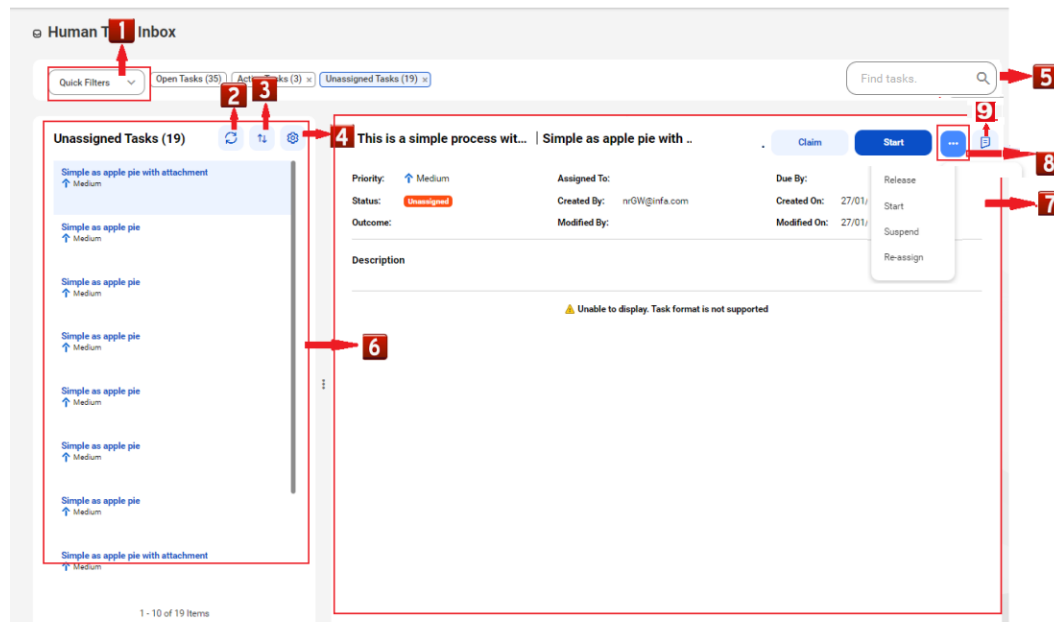 Human T Inbox
1
Quick Filters
Open Tasks (35)
Acti Tasks (3) ×
Unassigned Tasks (19) ×
Find tasks.
5
2
3
9
Unassigned Tasks (19)
4
This is a simple process wit... | Simple as apple pie with ..
.
Claim
Start
...
8
Simple as apple pie with attachment
Medium
Priority: Medium
Assigned To:
Due By:
Release
Status: Unassigned
Created By: nrGW@infa.com
Created On: 27/01/
Start
7
Outcome:
Modified By:
Modified On: 27/01/
Suspend
Re-assign
Description
Unable to display. Task format is not supported
Simple as apple pie
Medium
Simple as apple pie
Medium
Simple as apple pie
Medium
6
Simple as apple pie
Medium
Simple as apple pie
Medium
Simple as apple pie
Medium
Simple as apple pie with attachment
Medium
1 - 10 of 19 Items